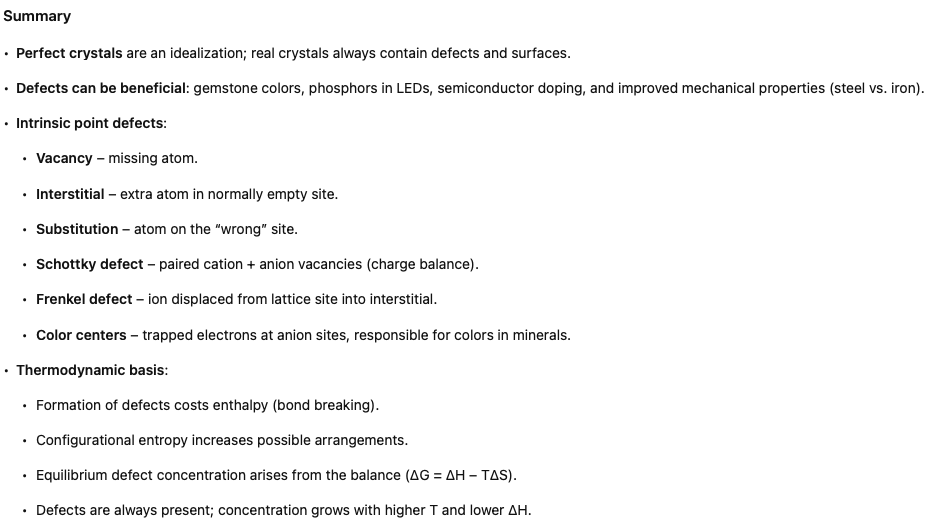 Summary
• Perfect crystals are an idealization; real crystals always contain defects and surfaces.
• Defects can be beneficial: gemstone colors, phosphors in LEDs, semiconductor doping, and improved mechanical properties (steel vs. iron).
• Intrinsic point defects:
• Vacancy – missing atom.
• Interstitial – extra atom in normally empty site.
• Substitution – atom on the “wrong” site.
• Schottky defect – paired cation + anion vacancies (charge balance).
• Frenkel defect – ion displaced from lattice site into interstitial.
• Color centers – trapped electrons at anion sites, responsible for colors in minerals.
• Thermodynamic basis:
• Formation of defects costs enthalpy (bond breaking).
• Configurational entropy increases possible arrangements.
• Equilibrium defect concentration arises from the balance (ΔG = ΔH – TΔS).
• Defects are always present; concentration grows with higher T and lower ΔH.